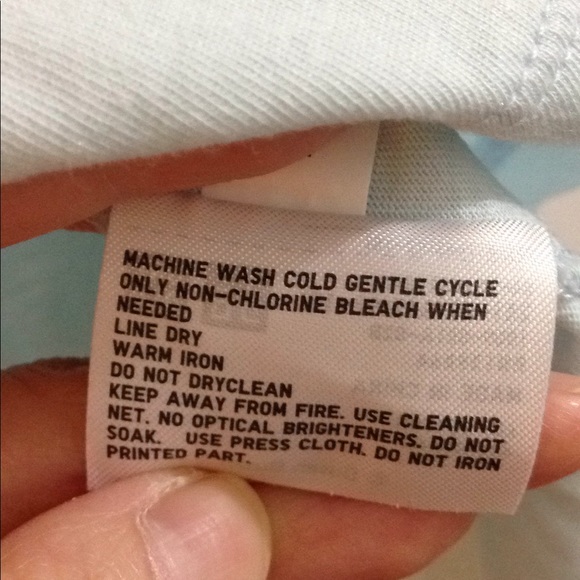 MACHINE WASH COLD GENTLE CYCLE
ONLY NON-CHLORINE BLEACH WHEN
NEEDED
LINE DRY
WARM IRON
DO NOT DRYCLEAN
KEEP AWAY FROM FIRE. USE CLEANING
NET. NO OPTICAL BRIGHTENERS. DO NOT
SOAK. USE PRESS CLOTH. DO NOT IRON
PRINTED PART.